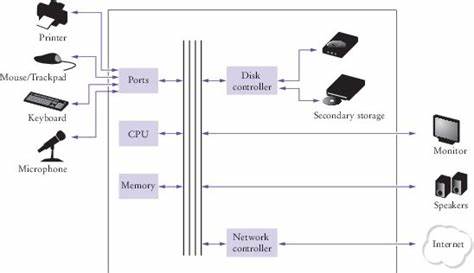 Printer
Mouse/Trackpad
Keyboard
Microphone
Ports
CPU
Memory
Disk
controller
Secondary storage
Monitor
Speakers
Network
controller
Internet